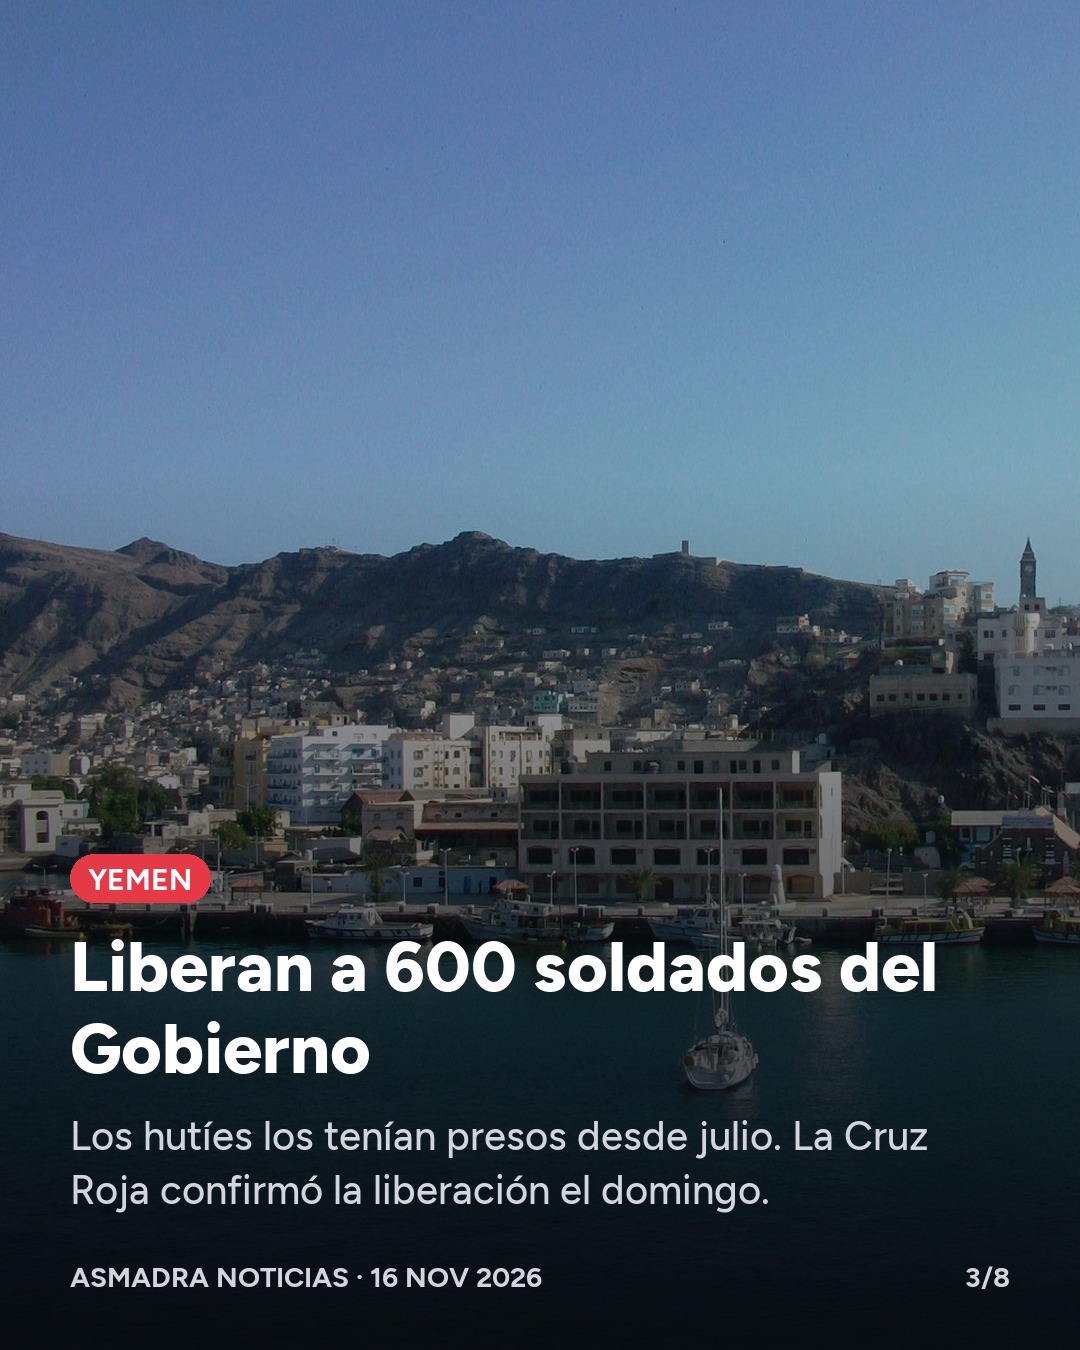 YEMEN
Liberan a 600 soldados del
Gobierno
Los hutíes los tenían presos desde julio. La Cruz
Roja confirmó la liberación el domingo.
ASMADRA NOTICIAS · 16 NOV 2026
3/8